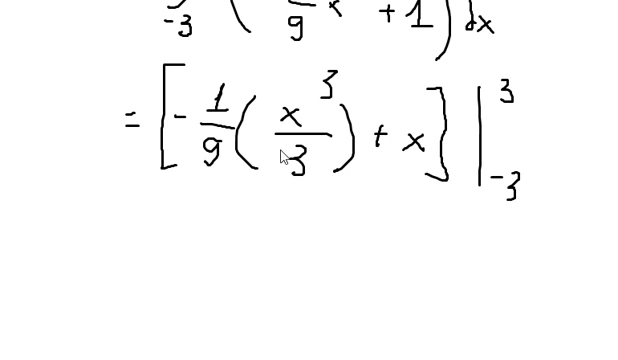 -3 ( 9 x + 1 ) dx
= [ - 1/9 ( x^3/3 ) + x ] | 3 -3